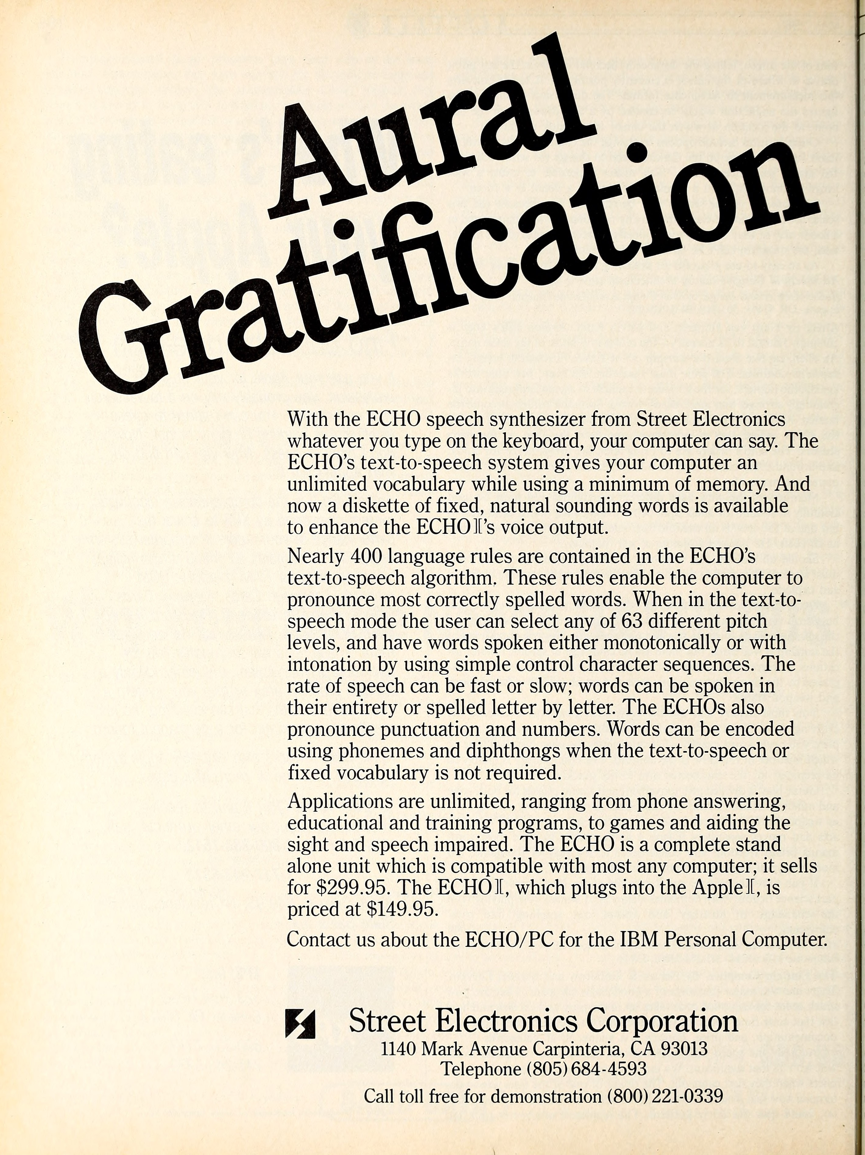 Aural
Gratification
With the ECHO speech synthesizer from Street Electronics
whatever you type on the keyboard, your computer can say. The
ECHO's text-to-speech system gives your computer an
unlimited vocabulary while using a minimum of memory. And
now a diskette of fixed, natural sounding words is available
to enhance the ECHO ]['s voice output.
Nearly 400 language rules are contained in the ECHO's
text-to-speech algorithm. These rules enable the computer to
pronounce most correctly spelled words. When in the text-to-
speech mode the user can select any of 63 different pitch
levels, and have words spoken either monotonically or with
intonation by using simple control character sequences. The
rate of speech can be fast or slow; words can be spoken in
their entirety or spelled letter by letter. The ECHOs also
pronounce punctuation and numbers. Words can be encoded
using phonemes and diphthongs when the text-to-speech or
fixed vocabulary is not required.
Applications are unlimited, ranging from phone answering,
educational and training programs, to games and aiding the
sight and speech impaired. The ECHO is a complete stand
alone unit which is compatible with most any computer; it sells
for $299.95. The ECHO ][, which plugs into the Apple ][, is
priced at $149.95.
Contact us about the ECHO/PC for the IBM Personal Computer.
Street Electronics Corporation
1140 Mark Avenue Carpinteria, CA 93013
Telephone (805) 684-4593
Call toll free for demonstration (800) 221-0339